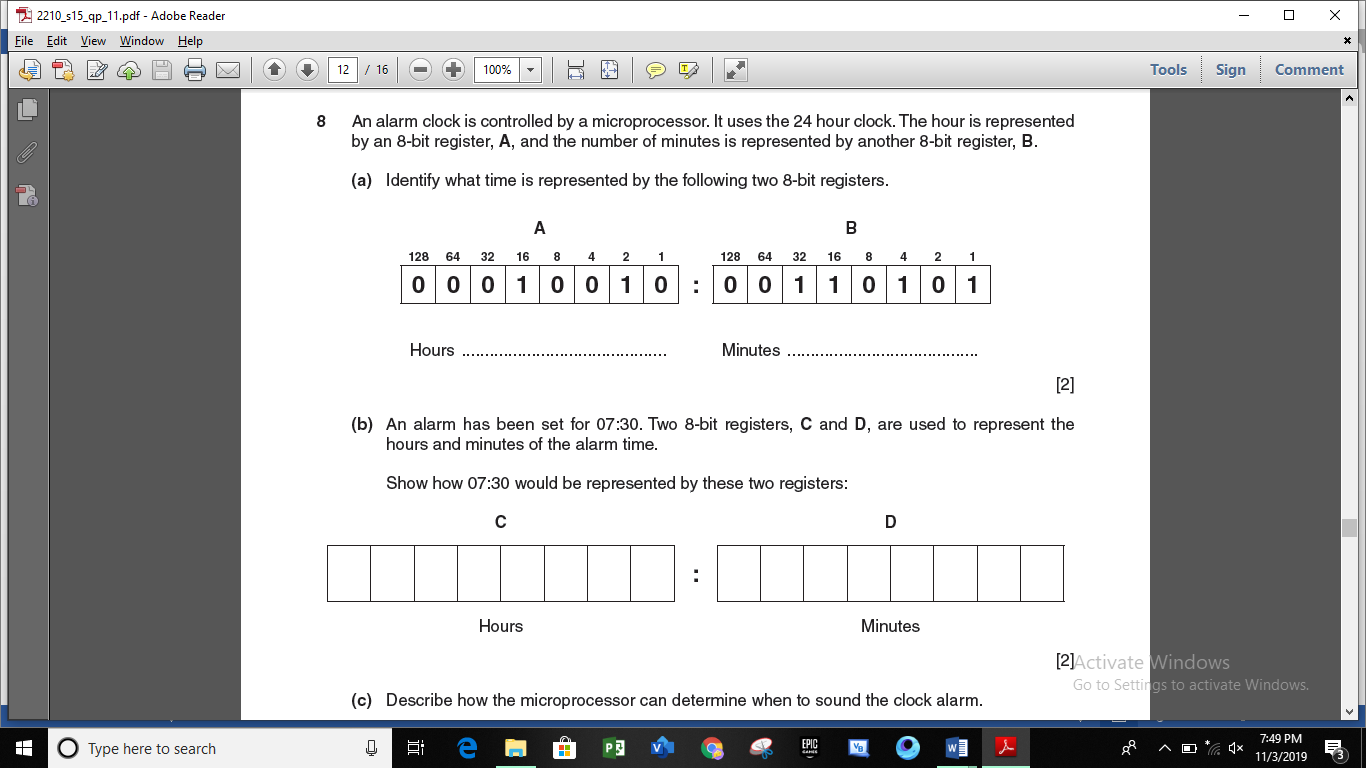 2210_s15_qp_11.pdf - Adobe Reader
File Edit View Window Help
12 / 16 100% Tools Sign Comment
8 An alarm clock is controlled by a microprocessor. It uses the 24 hour clock. The hour is represented
by an 8-bit register, A, and the number of minutes is represented by another 8-bit register, B.
(a) Identify what time is represented by the following two 8-bit registers.
A B
128 64 32 16 8 4 2 1 128 64 32 16 8 4 2 1
0 0 0 1 0 0 1 0 : 0 0 1 1 0 1 0 1
Hours ............................................ Minutes .........................................
[2]
(b) An alarm has been set for 07:30. Two 8-bit registers, C and D, are used to represent the
hours and minutes of the alarm time.
Show how 07:30 would be represented by these two registers:
C D
:
Hours Minutes
[2]
Activate Windows
Go to Settings to activate Windows.
(c) Describe how the microprocessor can determine when to sound the clock alarm.
Type here to search
7:49 PM
11/3/2019
3